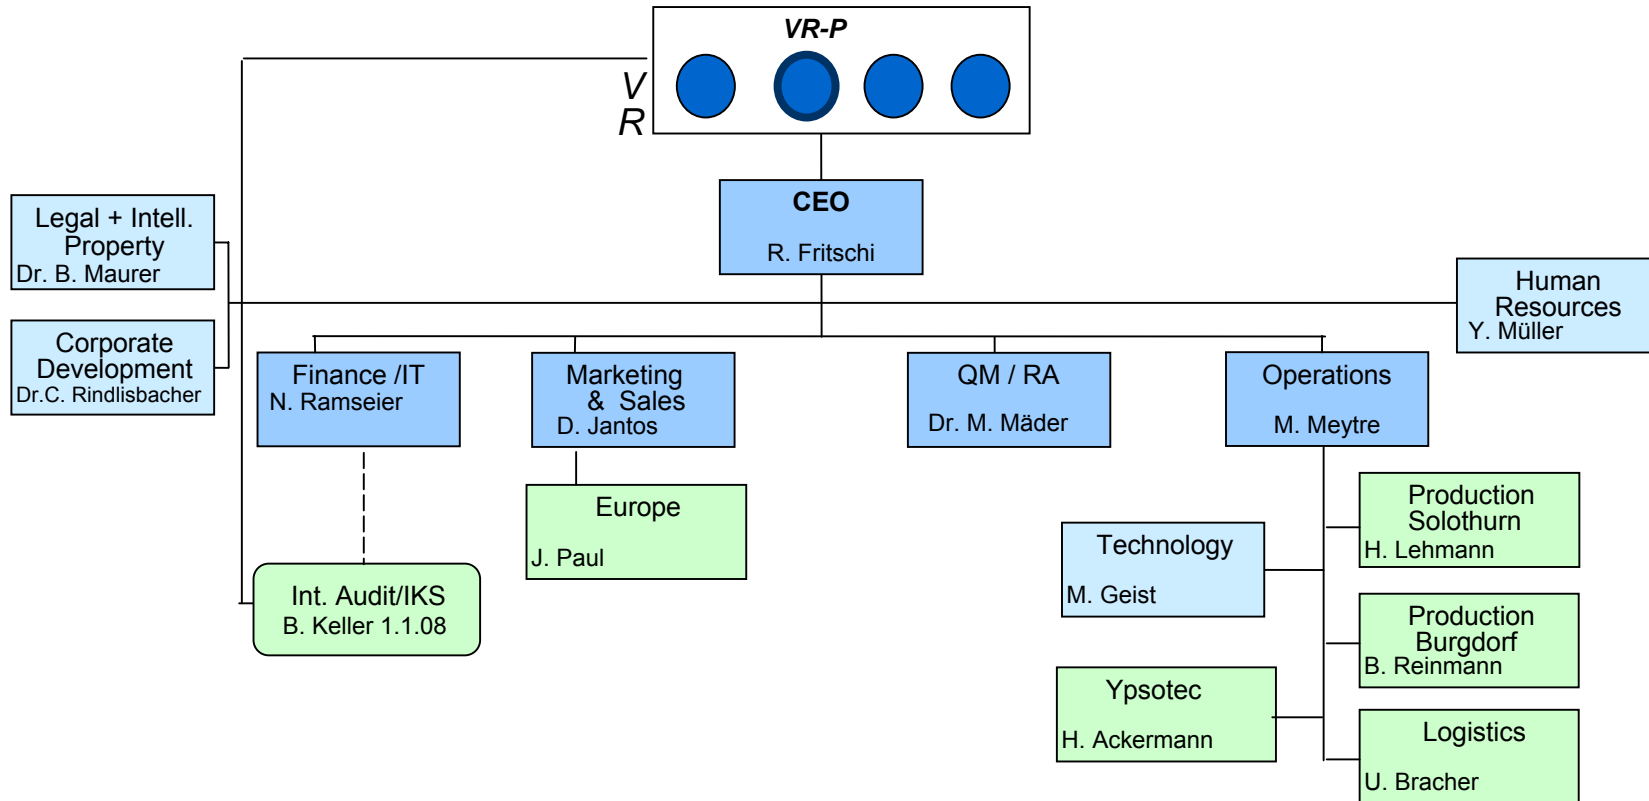 VR-P
V
R
CEO
R. Fritschi
Legal + Intell.
Property
Dr. B. Maurer
Human
Resources
Y. Müller
Corporate
Development
Dr.C. Rindlisbacher
Finance /IT
N. Ramseier
Marketing
& Sales
D. Jantos
QM / RA
Dr. M. Mäder
Operations
M. Meytre
Europe
J. Paul
Int. Audit/IKS
B. Keller 1.1.08
Technology
M. Geist
Production
Solothurn
H. Lehmann
Production
Burgdorf
B. Reinmann
Ypsotec
H. Ackermann
Logistics
U. Bracher